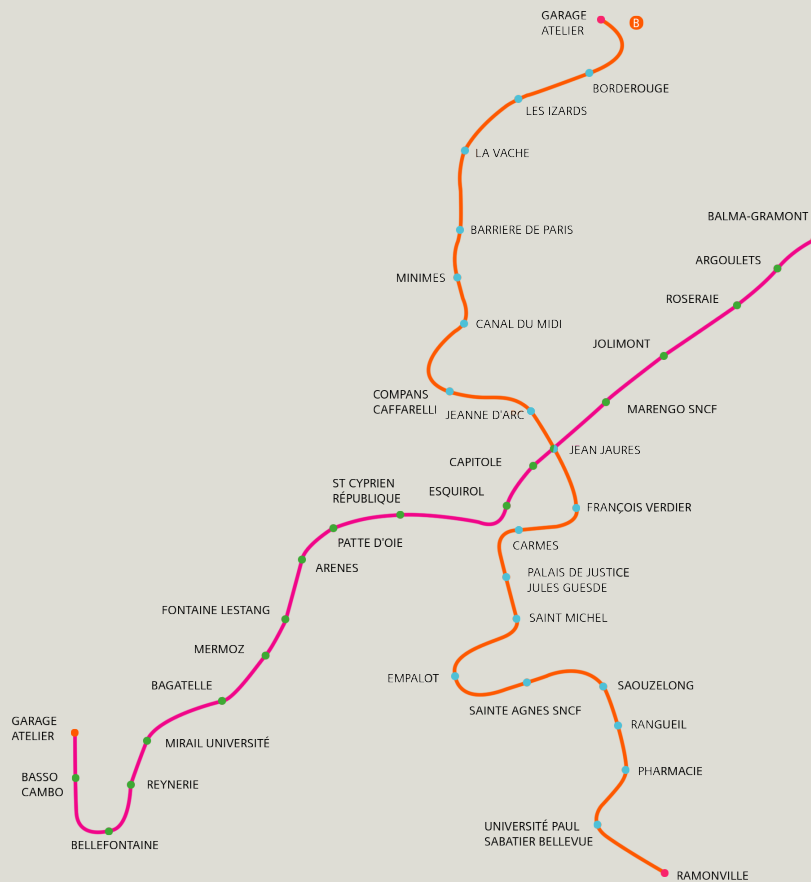 GARAGE
ATELIER
B
BORDEROUGE
LES IZARDS
LA VACHE
BALMA-GRAMONT
BARRIERE DE PARIS
ARGOULETS
MINIMES
ROSERAIE
CANAL DU MIDI
JOLIMONT
COMPANS
CAFFARELLI
JEANNE D'ARC
MARENGO SNCF
JEAN JAURES
CAPITOLE
ST CYPRIEN
RÉPUBLIQUE
ESQUIROL
FRANÇOIS VERDIER
PATTE D'OIE
CARMES
ARENES
PALAIS DE JUSTICE
JULES GUESDE
FONTAINE LESTANG
SAINT MICHEL
MERMOZ
EMPALOT
BAGATELLE
SAOUZELONG
SAINTE AGNES SNCF
GARAGE
ATELIER
RANGUEIL
MIRAIL UNIVERSITÉ
PHARMACIE
BASSO
CAMBO
REYNERIE
UNIVERSITÉ PAUL
SABATIER BELLEVUE
BELLEFONTAINE
RAMONVILLE